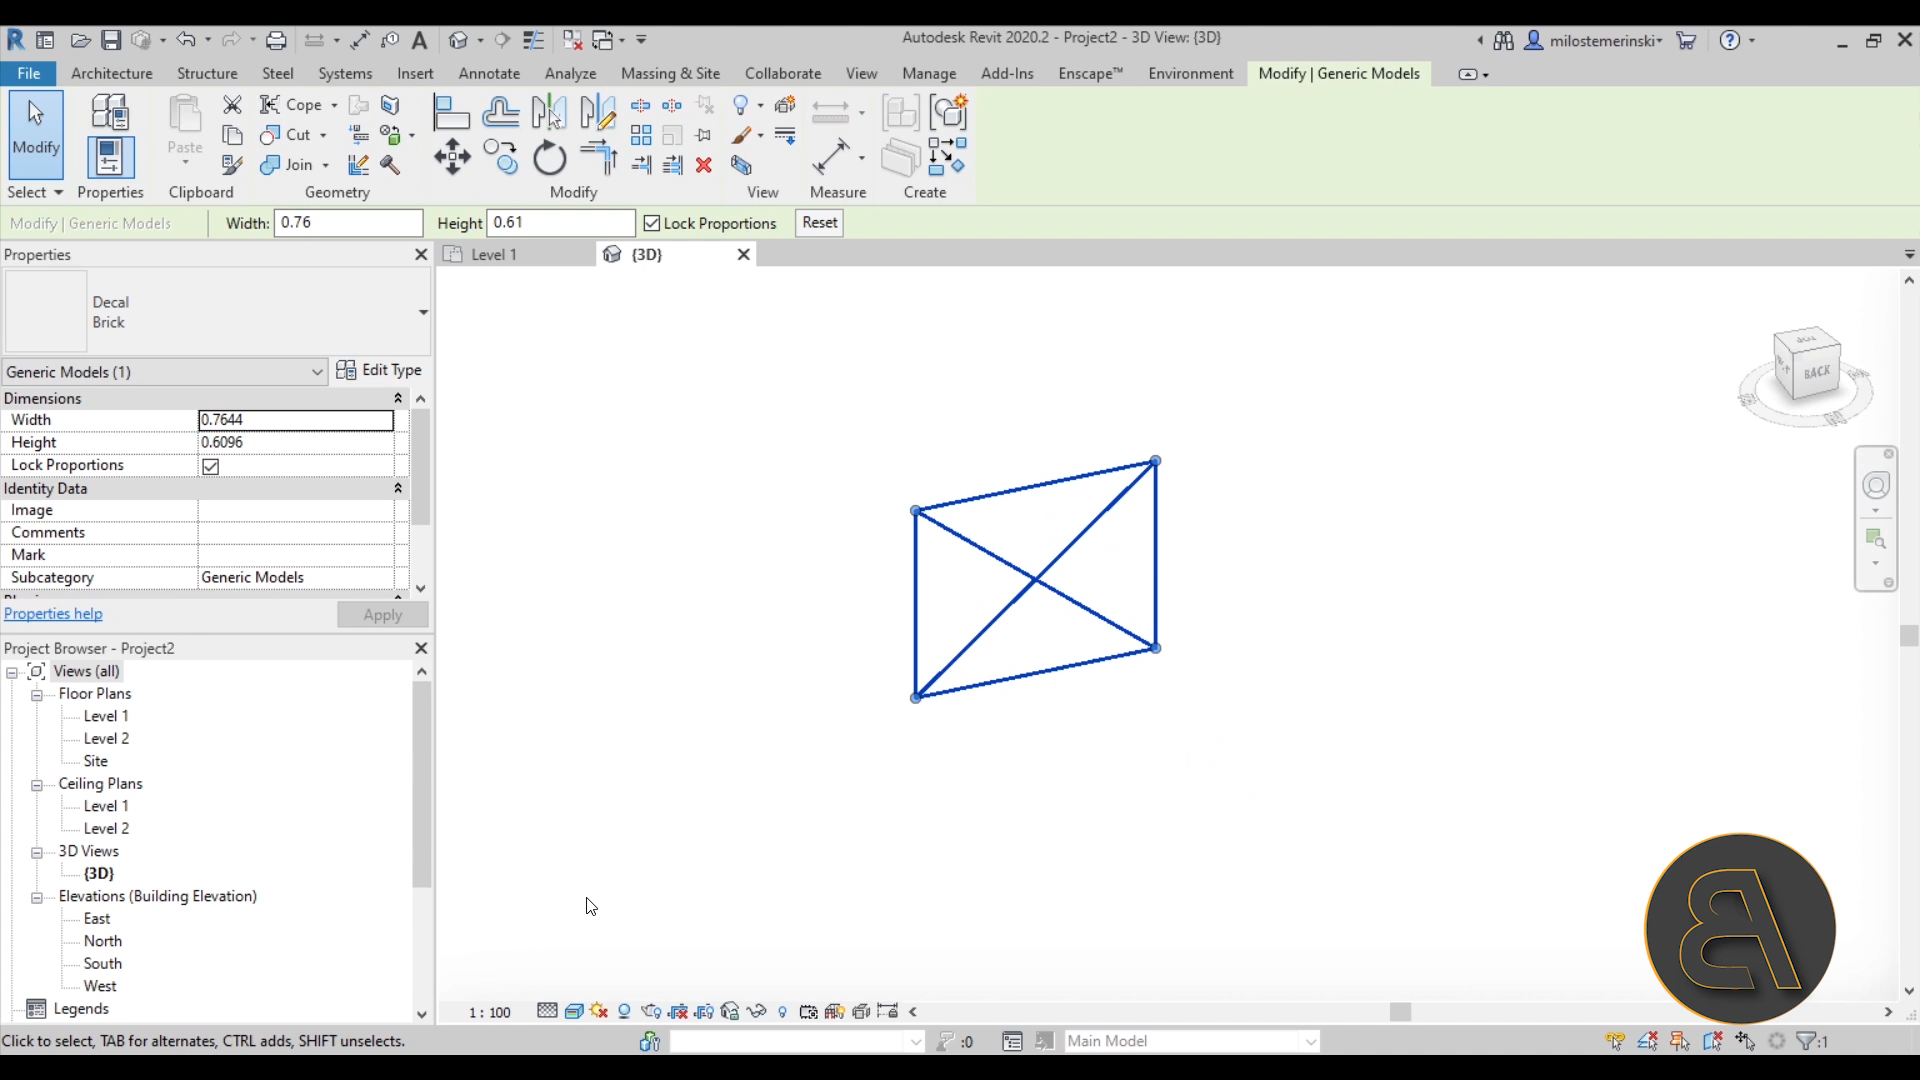 Autodesk Revit 2020.2 - Project2 - 3D View: {3D}
milostemerinski
File Architecture Structure Steel Systems Insert Annotate Analyze Massing & Site Collaborate View Manage Add-Ins Enscape™ Environment Modify | Generic Models
Cope
Cut
Join
Modify
Paste
Select Properties Clipboard Geometry Modify View Measure Create
Modify | Generic Models Width: 0.76 Height 0.61 Lock Proportions Reset
Properties
Level 1
{3D}
Decal
Brick
Generic Models (1)
Edit Type
Dimensions
Width 0.7644
Height 0.6096
Lock Proportions
Identity Data
Image
Comments
Mark
Subcategory Generic Models
Properties help
Apply
TOP
BACK
Project Browser - Project2
Views (all)
Floor Plans
Level 1
Level 2
Site
Ceiling Plans
Level 1
Level 2
3D Views
{3D}
Elevations (Building Elevation)
East
North
South
West
Legends
1 : 100
Click to select, TAB for alternates, CTRL adds, SHIFT unselects.
:0
Main Model
:1